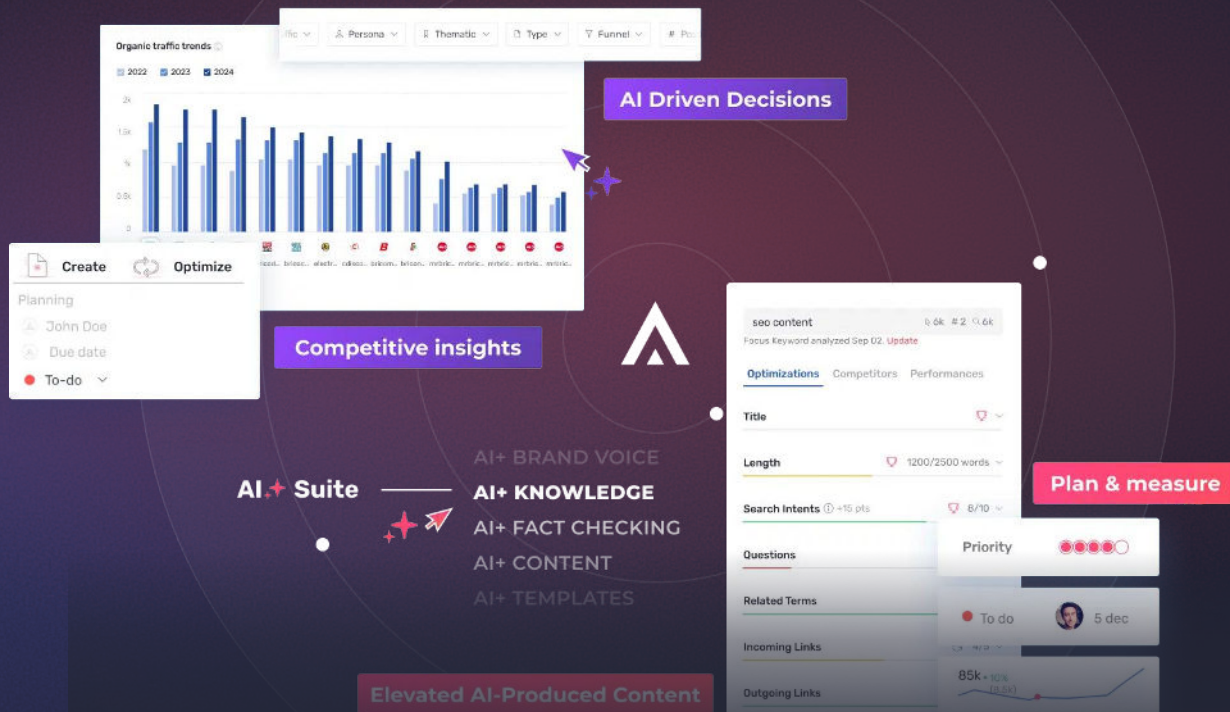 Persona
Thematic
Type
Funnel
#
Organic traffic trends
2022
2023
2024
2k
1.5k
1k
0.5k
0
AI Driven Decisions
Create
Optimize
Planning
John Doe
Due date
To-do
Competitive insights
seo content
6k # 2 6k
Focus Keyword analyzed Sep 02. Update
Optimizations Competitors Performances
Title
Length 1200/2500 words
Search Intents +15 pts 8/10
Questions
Related Terms
Incoming Links 4/5
Outgoing Links
AI+ Suite
AI+ BRAND VOICE
AI+ KNOWLEDGE
AI+ FACT CHECKING
AI+ CONTENT
AI+ TEMPLATES
Plan & measure
Priority
To do 5 dec
85k + 10%
Elevated AI-Produced Content